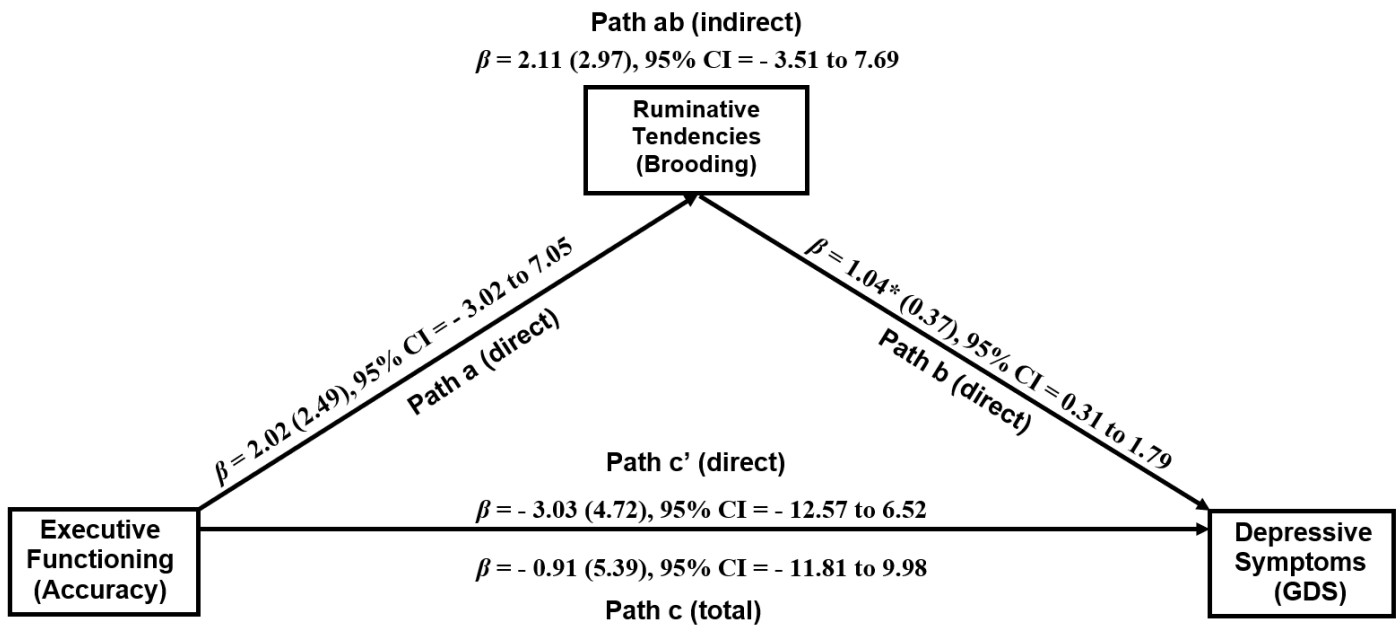 Path ab (indirect)
β = 2.11 (2.97), 95% CI = - 3.51 to 7.69
Ruminative
Tendencies
(Brooding)
β = 2.02 (2.49), 95% CI = - 3.02 to 7.05
Path a (direct)
β = 1.04* (0.37), 95% CI = 0.31 to 1.79
Path b (direct)
Path c’ (direct)
β = - 3.03 (4.72), 95% CI = - 12.57 to 6.52
Executive
Functioning
(Accuracy)
β = - 0.91 (5.39), 95% CI = - 11.81 to 9.98
Path c (total)
Depressive
Symptoms
(GDS)